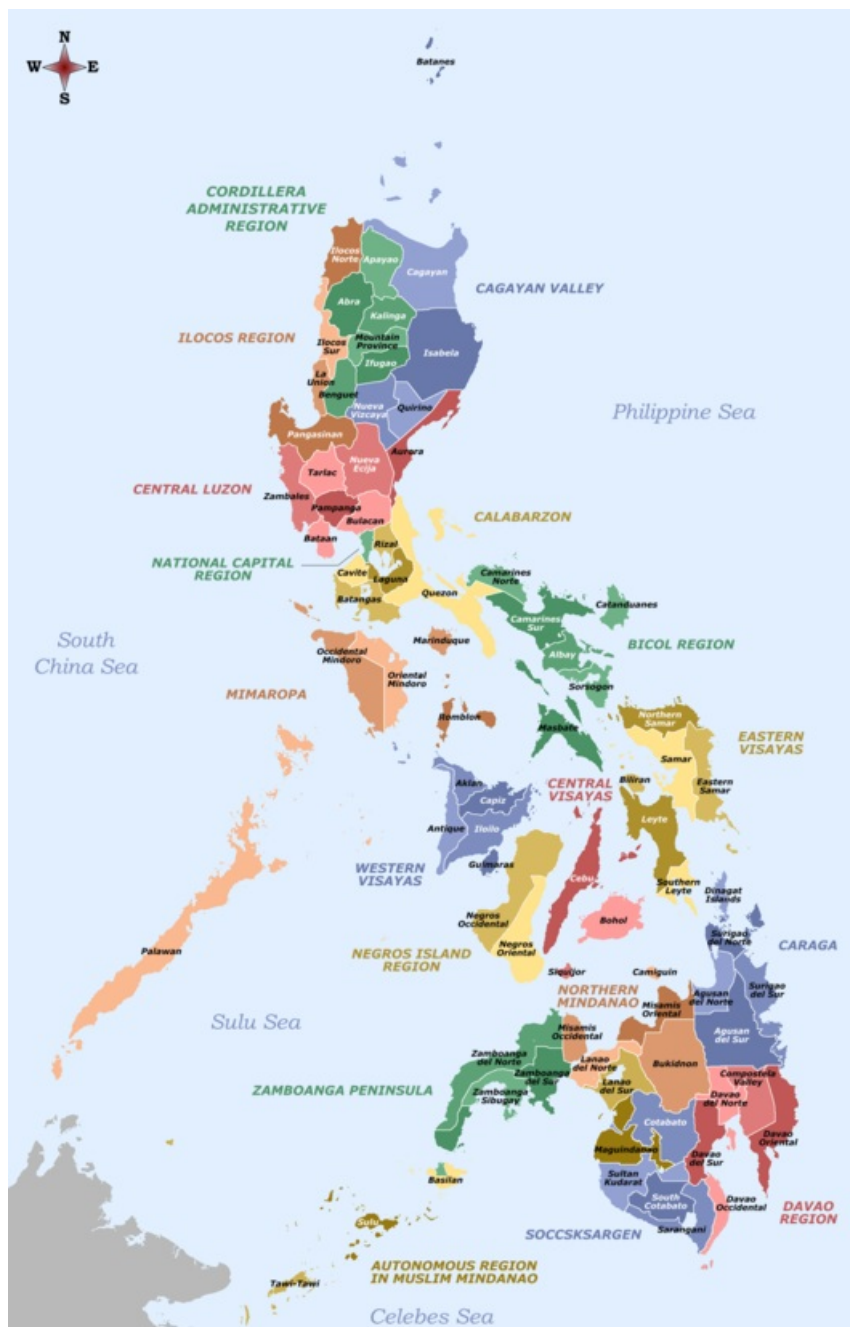 N
W E
S
Batanes
CORDILLERA
ADMINISTRATIVE
REGION
Ilocos
Norte
Apayao
Cagayan
CAGAYAN VALLEY
Abra
Kalinga
ILOCOS REGION
Ilocos
Sur
Mountain
Province
Isabela
Ifugao
La
Union
Benguet
Nueva
Vizcaya
Quirino
Philippine Sea
Pangasinan
Aurora
Nueva
Ecija
Tarlac
CENTRAL LUZON
Zambales
Pampanga
Bulacan
CALABARZON
Bataan
Rizal
NATIONAL CAPITAL
REGION
Cavite
Laguna
Camarines
Norte
Quezon
Batangas
Catanduanes
Camarines
Sur
South
China Sea
Marinduque
BICOL REGION
Occidental
Mindoro
Oriental
Mindoro
Albay
Sorsogon
MIMAROPA
Romblon
Northern
Samar
Masbate
EASTERN
VISAYAS
Samar
CENTRAL
VISAYAS
Biliran
Eastern
Samar
Aklan
Capiz
Leyte
Antique
Iloilo
WESTERN
VISAYAS
Guimaras
Cebu
Southern
Leyte
Dinagat
Islands
Negros
Occidental
Bohol
Surigao
del Norte
CARAGA
Palawan
NEGROS ISLAND
REGION
Negros
Oriental
Siquijor
Camiguin
NORTHERN
MINDANAO
Agusan
del Norte
Surigao
del Sur
Misamis
Oriental
Sulu Sea
Misamis
Occidental
Agusan
del Sur
Zamboanga
del Norte
Lanao
del Norte
Bukidnon
ZAMBOANGA PENINSULA
Zamboanga
del Sur
Zamboanga
Sibugay
Lanao
del Sur
Compostela
Valley
Davao
del Norte
Cotabato
Davao
Oriental
Maguindanao
Davao
del Sur
Basilan
Sultan
Kudarat
South
Cotabato
Davao
Occidental
DAVAO
REGION
Sulu
SOCCSKSARGEN
Sarangani
AUTONOMOUS REGION
IN MUSLIM MINDANAO
Tawi-Tawi
Celebes Sea